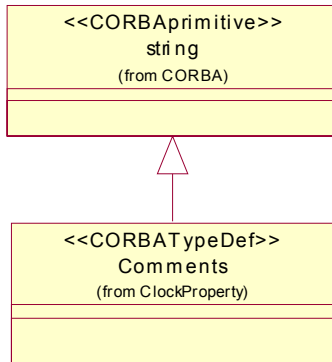 <<CORBAprimitive>>
string
(from CORBA)
<<CORBATypeDef>>
Comments
(from ClockProperty)